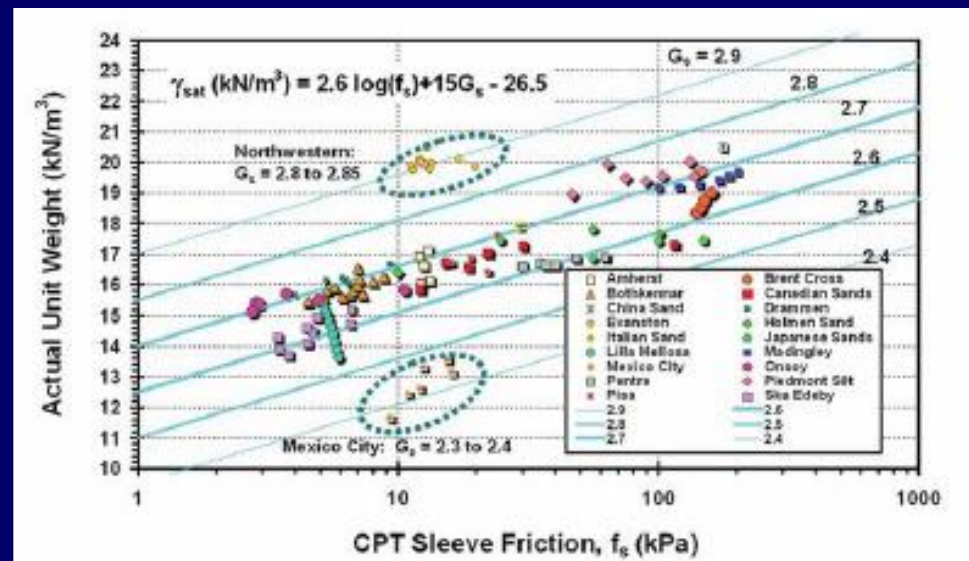 24
23
22
21
20
19
18
17
16
15
14
13
12
11
10
Actual Unit Weight (kN/m³)
γsat (kN/m³) = 2.6 log(fs)+15Gs - 26.5
Gs = 2.9
2.8
2.7
2.6
2.5
2.4
Northwestern:
Gs = 2.8 to 2.85
Mexico City: Gs = 2.3 to 2.4
Amherst
Bothkennar
China Sand
Evanston
Italian Sand
Lilla Mellosa
Mexico City
Pentre
Pisa
2.9
2.8
2.7
Brent Cross
Canadian Sands
Drammen
Holmen Sand
Japanese Sands
Madingley
Onsoy
Piedmont Silt
Ska Edeby
2.6
2.5
2.4
1 10 100 1000
CPT Sleeve Friction, fs (kPa)